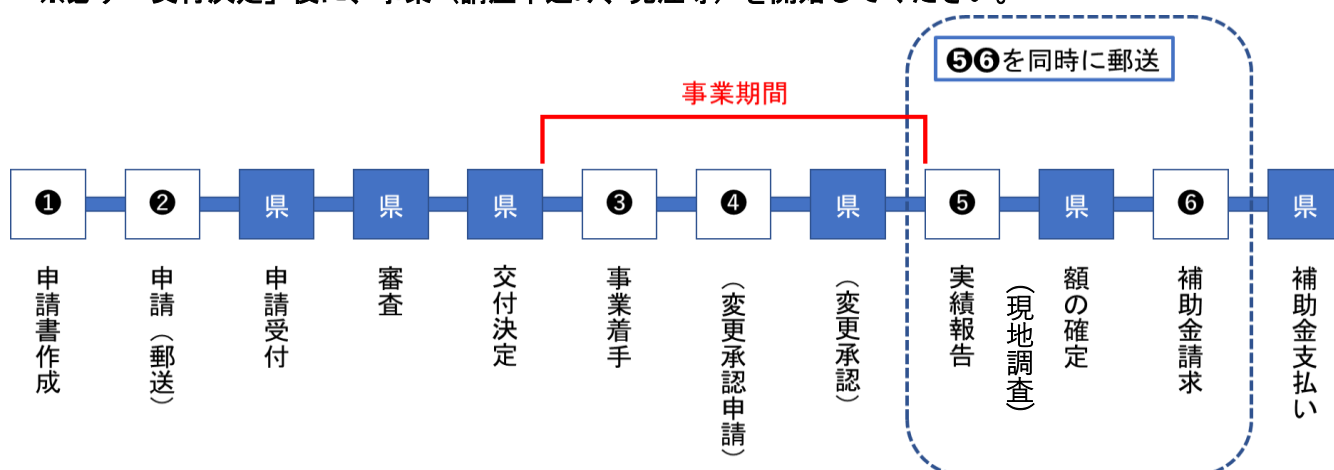 ❺❻を同時に郵送
事業期間
❶
❷
県
県
県
❸
❹
県
❺
県
❻
県
申請書作成
申請（郵送）
申請受付
審査
交付決定
事業着手
（変更承認申請）
（変更承認）
実績報告
（現地調査）
額の確定
補助金請求
補助金支払い